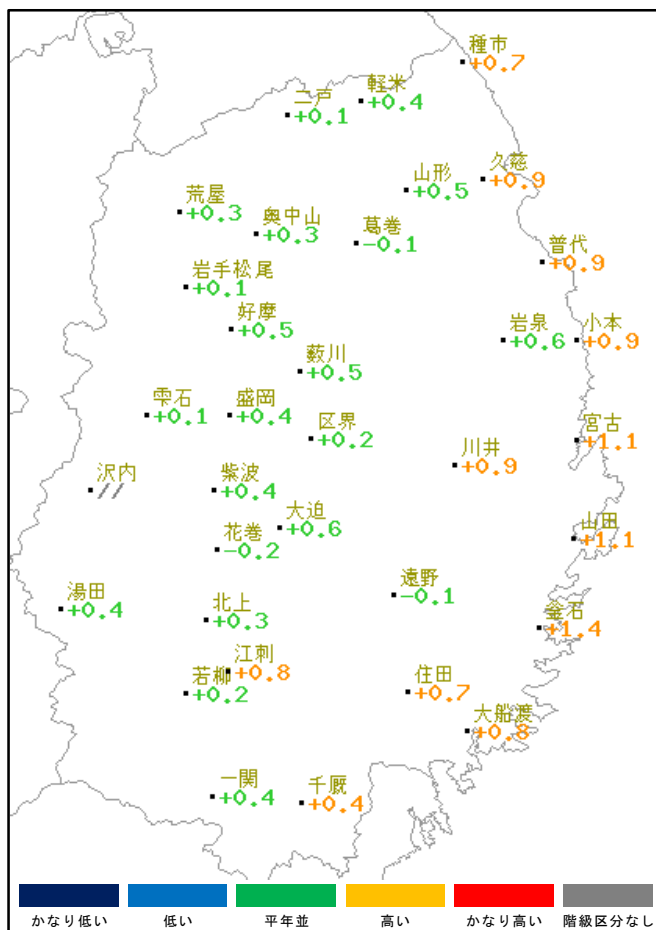 種市
+0.7
軽米
+0.4
二戸
+0.1
久慈
+0.9
山形
+0.5
荒屋
+0.3
奥中山
+0.3
葛巻
-0.1
普代
+0.9
岩手松尾
+0.1
好摩
+0.5
岩泉
+0.6
小本
+0.9
薮川
+0.5
雫石
+0.1
盛岡
+0.4
区界
+0.2
宮古
+1.1
川井
+0.9
沢内
//
紫波
+0.4
大迫
+0.6
花巻
-0.2
山田
+1.1
湯田
+0.4
北上
+0.3
遠野
-0.1
釜石
+1.4
江刺
+0.8
若柳
+0.2
住田
+0.7
大船渡
+0.8
一関
+0.4
千厩
+0.4
かなり低い 低い 平年並 高い かなり高い 階級区分なし